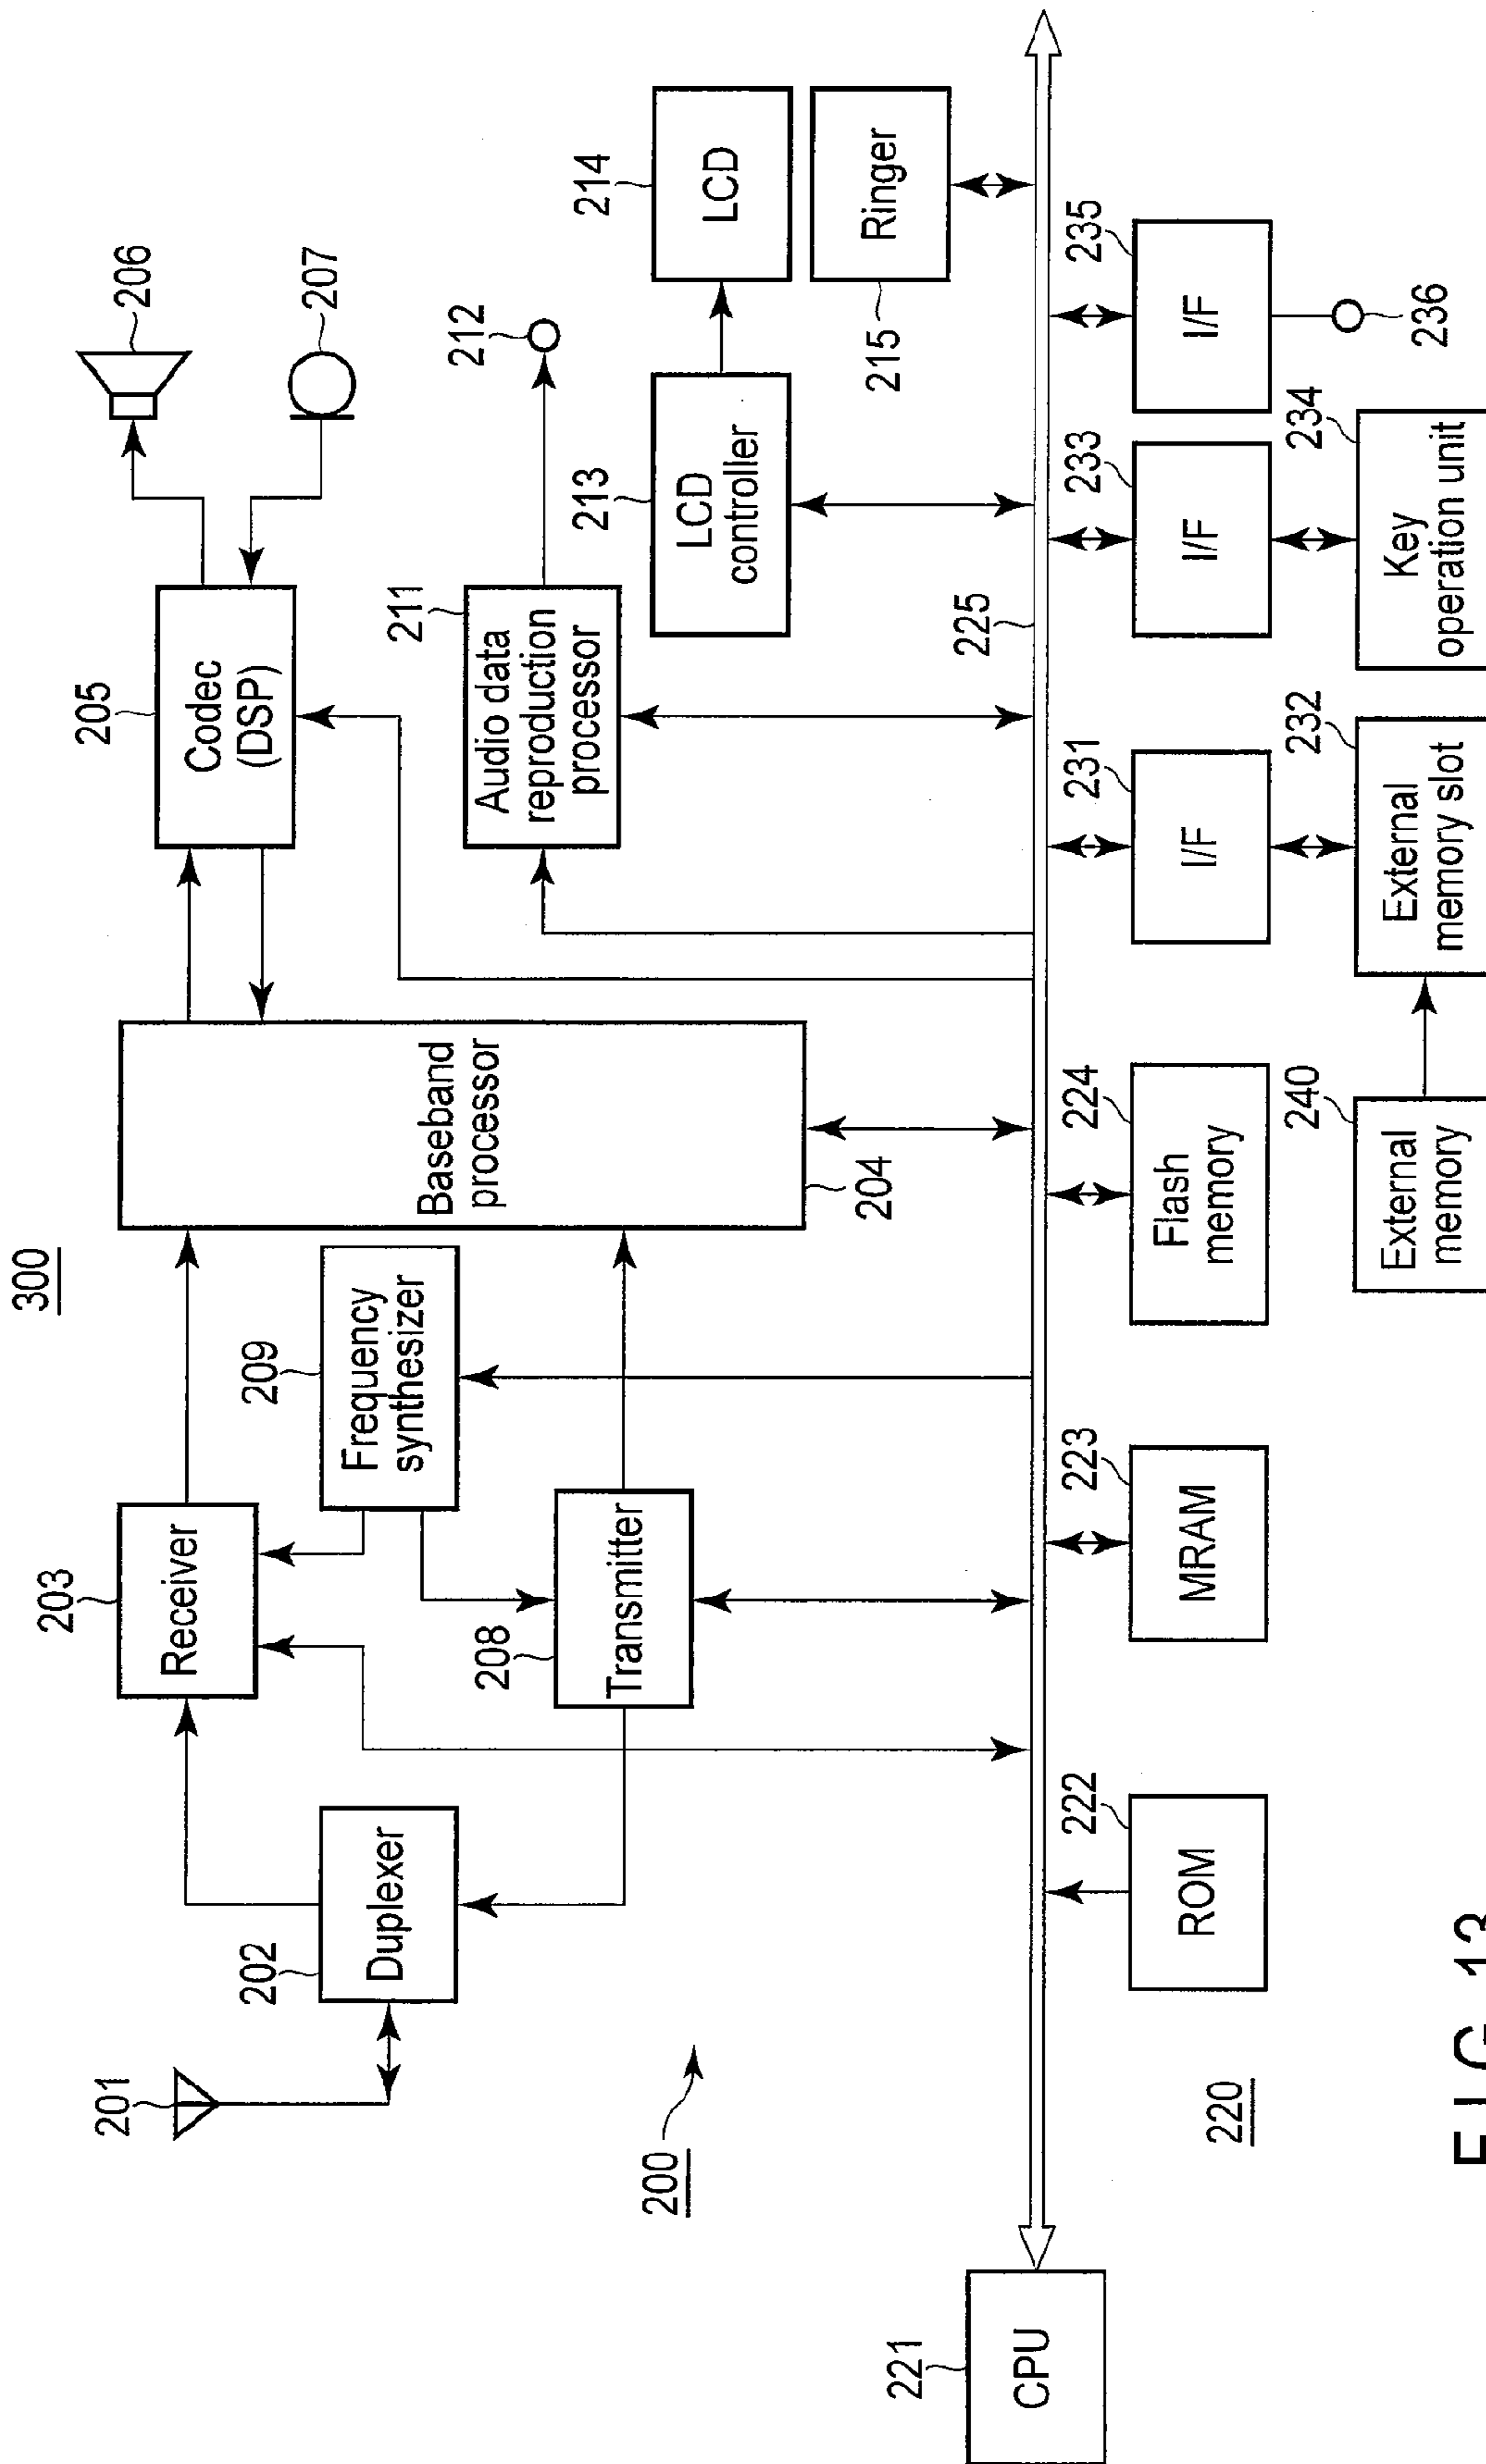 300
201
202
Duplexer
203
Receiver
209
Frequency
synthesizer
208
Transmitter
Baseband
processor
204
205
Codec
(DSP)
206
207
211
Audio data
reproduction
processor
212
213
LCD
controller
214
LCD
Ringer
215
200
225
221
CPU
220
222
ROM
223
MRAM
224
Flash
memory
231
I/F
233
I/F
235
I/F
236
240
External
memory
232
External
memory slot
234
Key
operation unit
FIG. 13